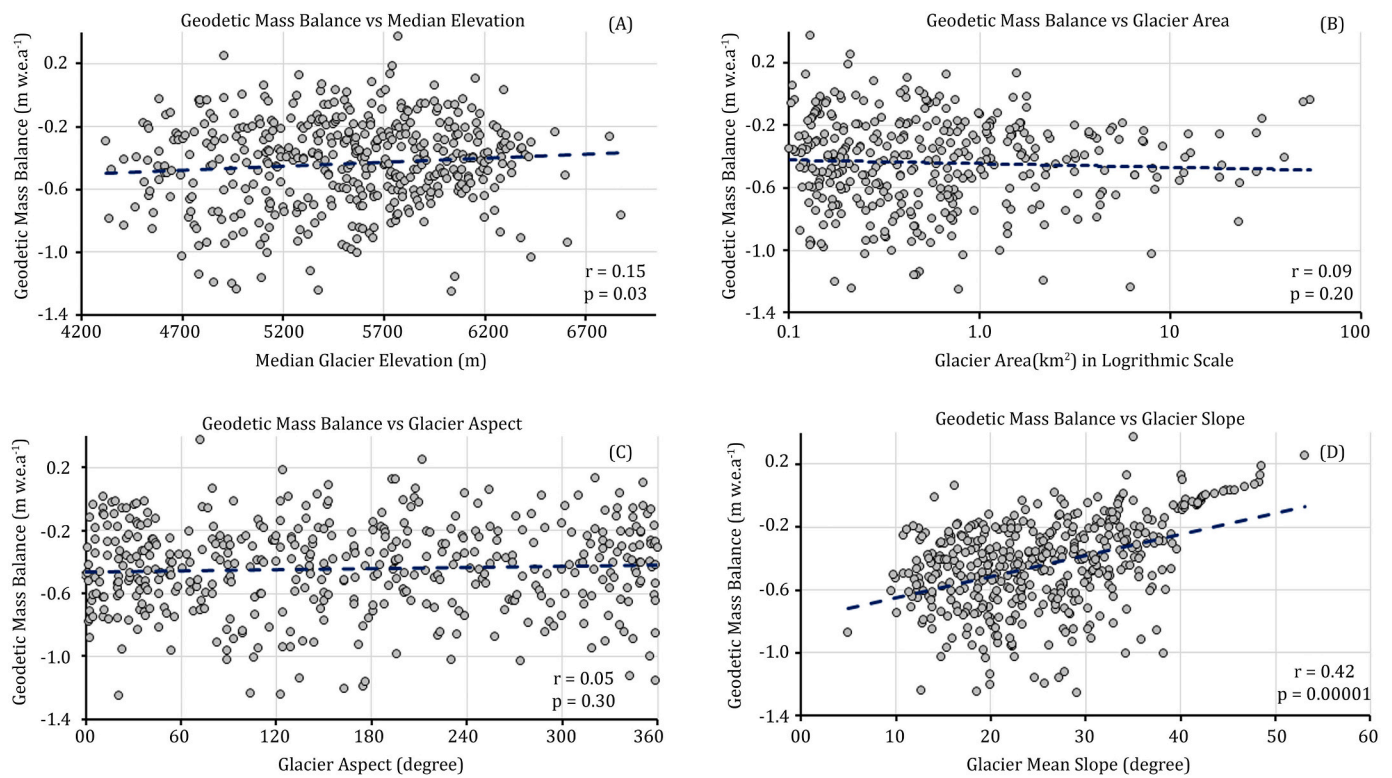 Geodetic Mass Balance vs Median Elevation
(A)
Geodetic Mass Balance (m w.e.a⁻¹)
0.2
-0.2
-0.6
-1.0
-1.4
r = 0.15
p = 0.03
4200 4700 5200 5700 6200 6700
Median Glacier Elevation (m)
Geodetic Mass Balance vs Glacier Area
(B)
Geodetic Mass Balance (m w.e.a⁻¹)
0.2
-0.2
-0.6
-1.0
-1.4
r = 0.09
p = 0.20
0.1 1.0 10 100
Glacier Area(km²) in Logrithmic Scale
Geodetic Mass Balance vs Glacier Aspect
(C)
Geodetic Mass Balance (m w.e.a⁻¹)
0.2
-0.2
-0.6
-1.0
-1.4
r = 0.05
p = 0.30
00 60 120 180 240 300 360
Glacier Aspect (degree)
Geodetic Mass Balance vs Glacier Slope
(D)
Geodetic Mass Balance (m w.e.a⁻¹)
0.2
-0.2
-0.6
-1.0
-1.4
r = 0.42
p = 0.00001
00 10 20 30 40 50 60
Glacier Mean Slope (degree)